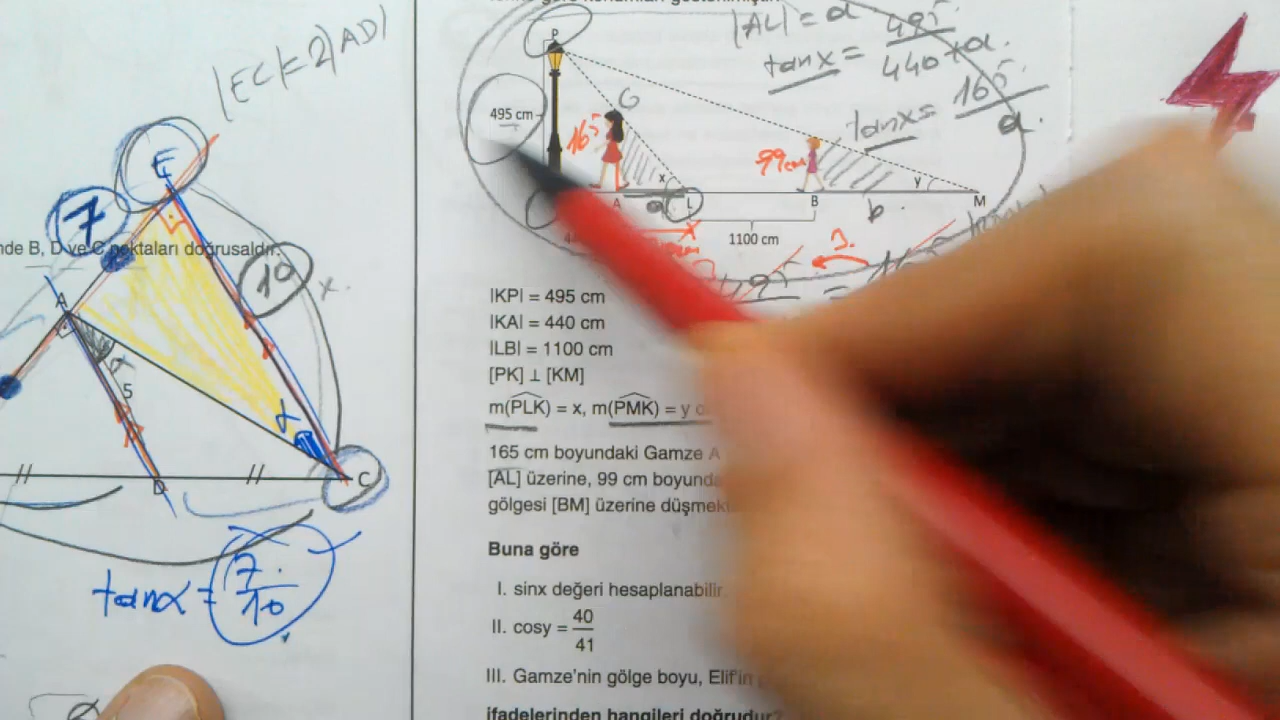 |EC|=2|AD|
E
7
nde B, D ve C noktaları doğrusaldır.
10
x
A
α
5
α
D
C
tanα = 7/10
|AL| = a
tanx = 495/440+a
tanx = 165/a
P
495 cm
G
165
99cm
x
y
A
a
L
B
b
M
1100 cm
|KP| = 495 cm
|KA| = 440 cm
|LB| = 1100 cm
[PK] ⊥ [KM]
m(PLK) = x, m(PMK) = y
165 cm boyundaki Gamze A
[AL] üzerine, 99 cm
gölgesi [BM] üzerine
Buna göre
I. sinx değeri hesaplanabilir.
II. cosy = 40/41
III. Gamze'nin gölge boyu, Elif'in
ifadelerinden hangileri doğrudur?